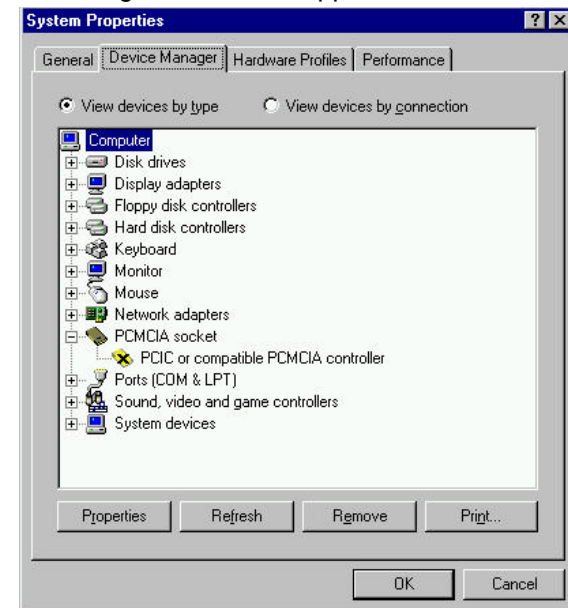 System Properties
General Device Manager Hardware Profiles Performance
View devices by type View devices by connection
Computer
Disk drives
Display adapters
Floppy disk controllers
Hard disk controllers
Keyboard
Monitor
Mouse
Network adapters
PCMCIA socket
PCIC or compatible PCMCIA controller
Ports (COM & LPT)
Sound, video and game controllers
System devices
Properties Refresh Remove Print...
OK Cancel